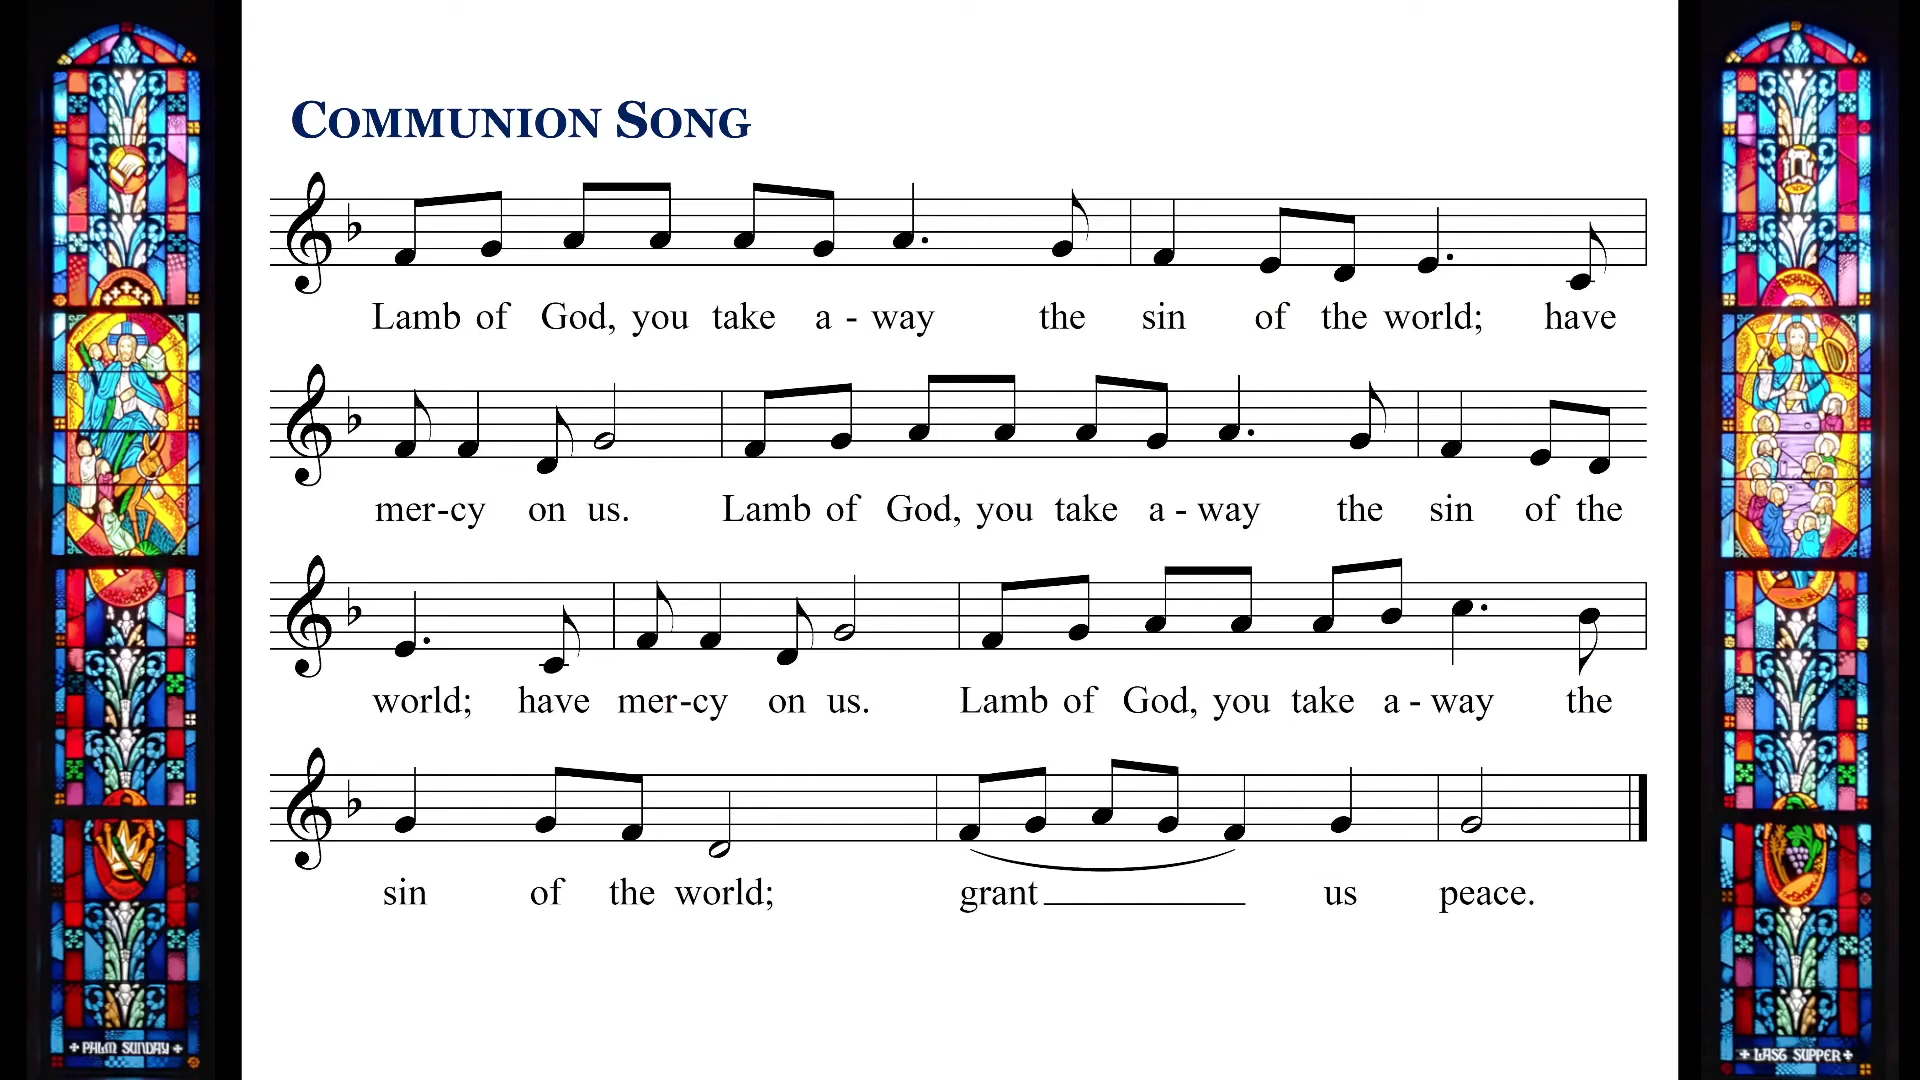 COMMUNION SONG
Lamb of God, you take a - way the sin of the world; have
mer-cy on us. Lamb of God, you take a - way the sin of the
world; have mer-cy on us. Lamb of God, you take a - way the
sin of the world; grant us peace.
+ PALM SUNDAY +
+ LAST SUPPER +